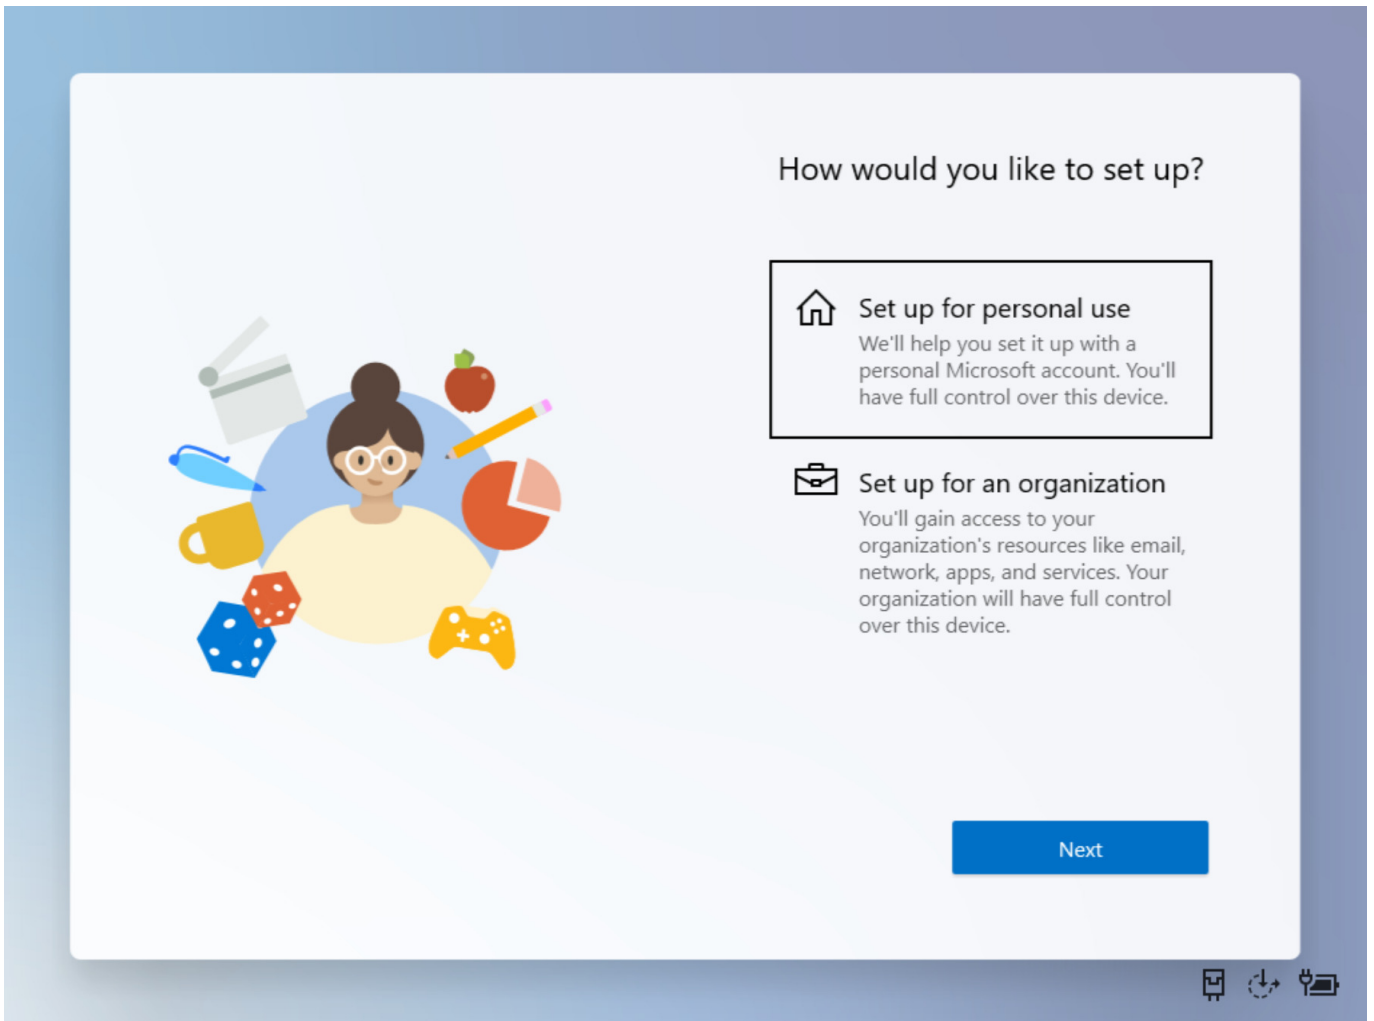 How would you like to set up?
Set up for personal use
We'll help you set it up with a
personal Microsoft account. You'll
have full control over this device.
Set up for an organization
You'll gain access to your
organization's resources like email,
network, apps, and services. Your
organization will have full control
over this device.
Next